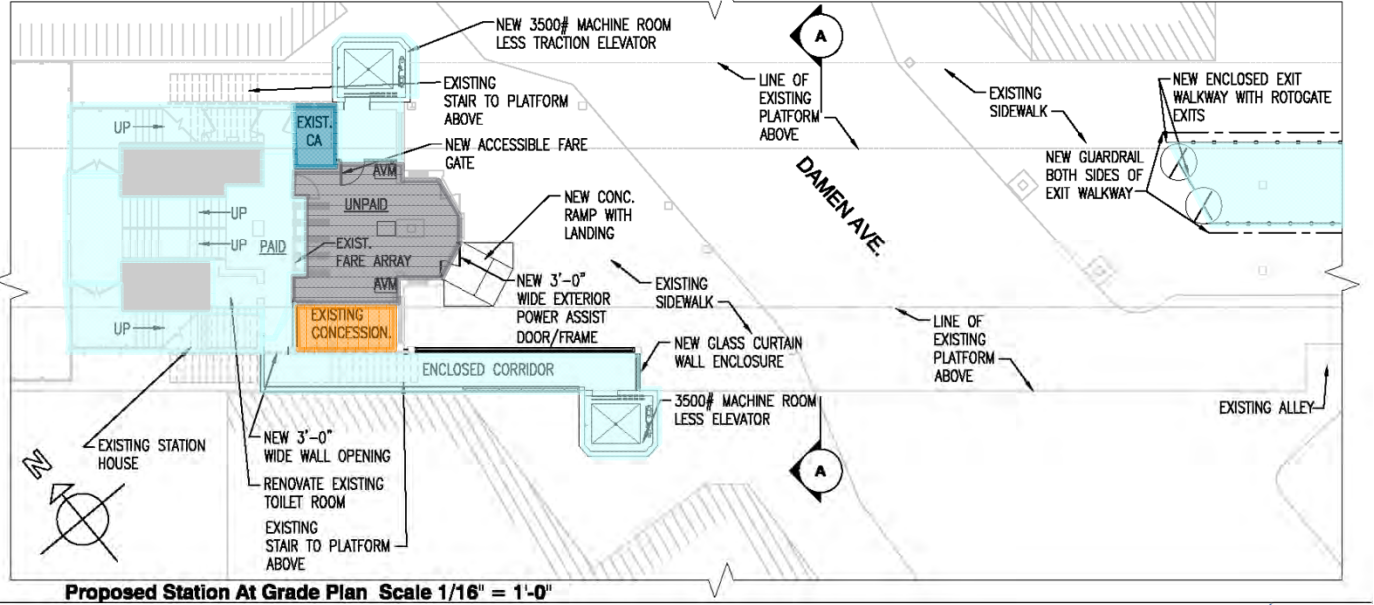 NEW 3500# MACHINE ROOM
LESS TRACTION ELEVATOR
EXISTING
STAIR TO PLATFORM
ABOVE
NEW ACCESSIBLE FARE
GATE
A
LINE OF
EXISTING
PLATFORM
ABOVE
EXISTING
SIDEWALK
NEW ENCLOSED EXIT
WALKWAY WITH ROTOGATE
EXITS
NEW GUARDRAIL
BOTH SIDES OF
EXIT WALKWAY
DAMEN AVE.
UP
EXIST.
CA
AVM
UNPAID
UP
UP
PAID
EXIST.
FARE ARRAY
AVM
UP
EXISTING
CONCESSION.
NEW CONC.
RAMP WITH
LANDING
NEW 3'-0"
WIDE EXTERIOR
POWER ASSIST
DOOR/FRAME
EXISTING
SIDEWALK
NEW GLASS CURTAIN
WALL ENCLOSURE
ENCLOSED CORRIDOR
3500# MACHINE ROOM
LESS ELEVATOR
LINE OF
EXISTING
PLATFORM
ABOVE
EXISTING ALLEY
A
EXISTING STATION
HOUSE
NEW 3'-0"
WIDE WALL OPENING
RENOVATE EXISTING
TOILET ROOM
EXISTING
STAIR TO PLATFORM
ABOVE
N
Proposed Station At Grade Plan Scale 1/16" = 1'-0"